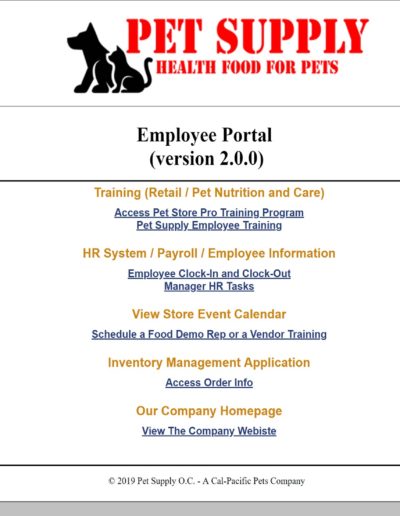 PET SUPPLY
HEALTH FOOD FOR PETS
Employee Portal
(version 2.0.0)
Training (Retail / Pet Nutrition and Care)
Access Pet Store Pro Training Program
Pet Supply Employee Training
HR System / Payroll / Employee Information
Employee Clock-In and Clock-Out
Manager HR Tasks
View Store Event Calendar
Schedule a Food Demo Rep or a Vendor Training
Inventory Management Application
Access Order Info
Our Company Homepage
View The Company Webiste
© 2019 Pet Supply O.C. - A Cal-Pacific Pets Company